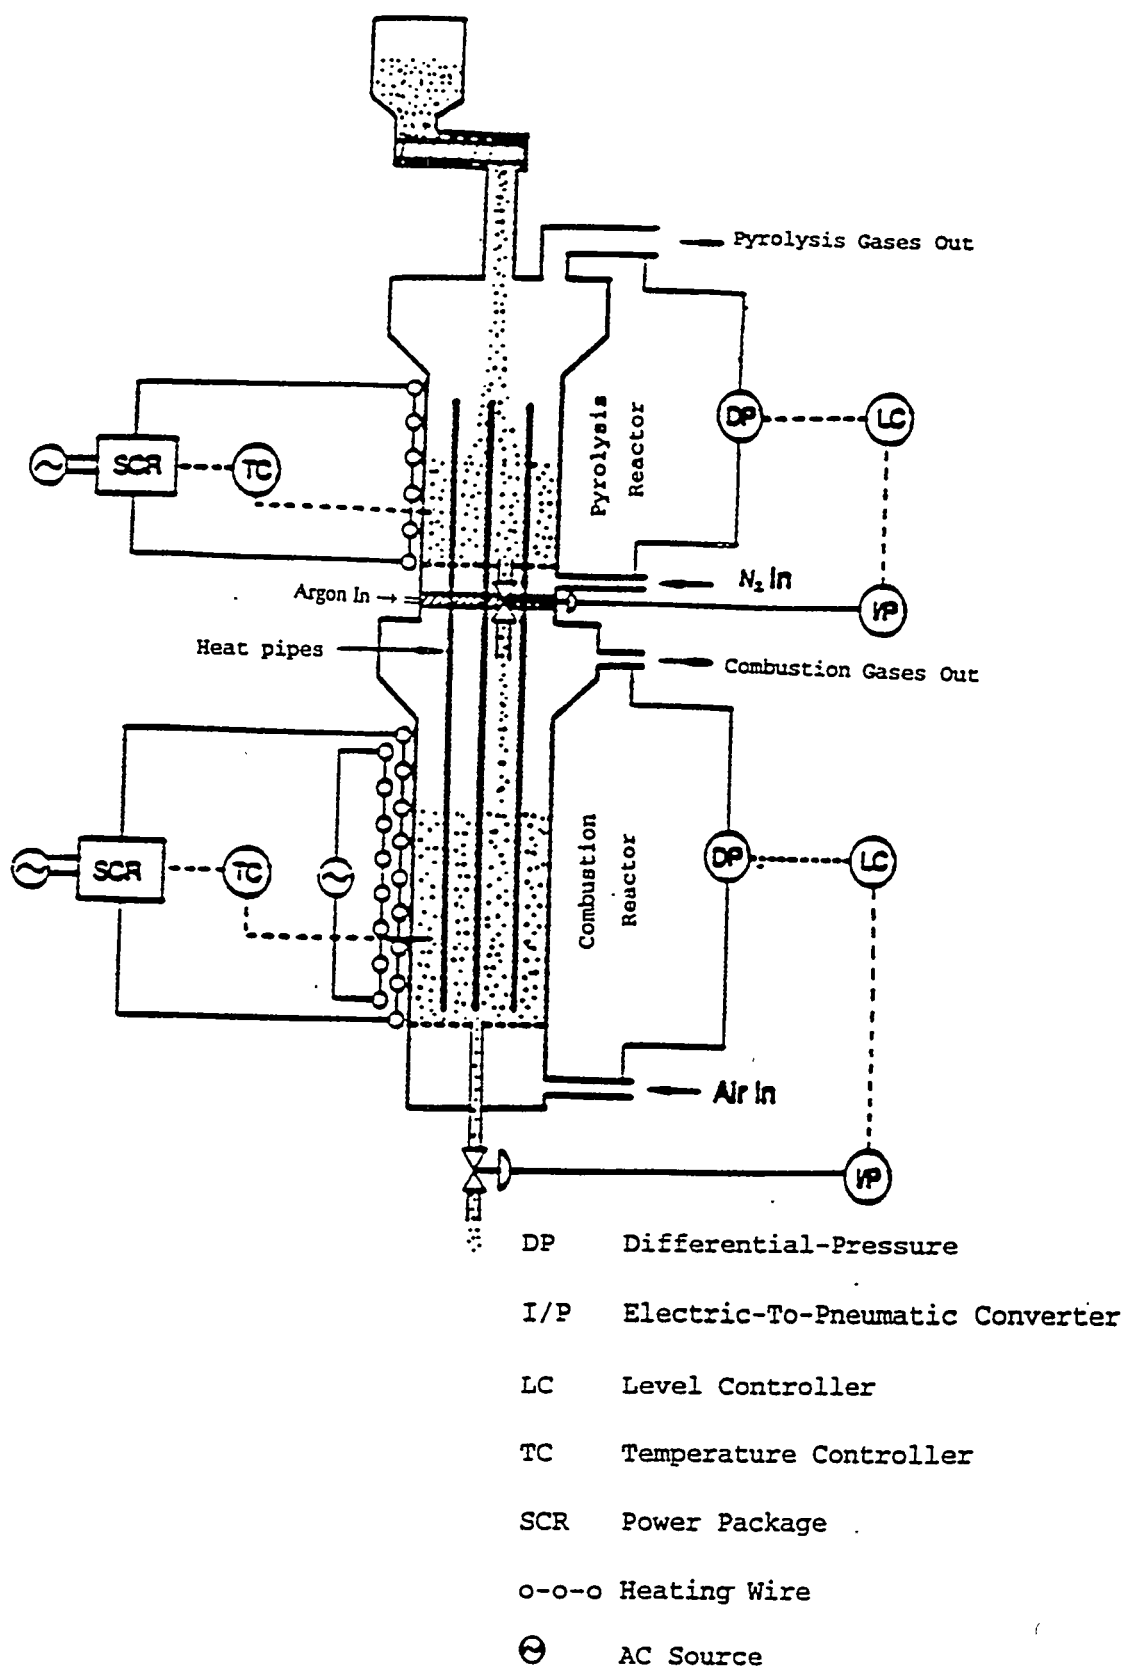 Pyrolysis Gases Out
DP
LC
SCR
TC
Pyrolysis
Reactor
N₂ In
Argon In →
I/P
Heat pipes
Combustion Gases Out
SCR
TC
DP
LC
Combustion
Reactor
Air In
I/P
DP Differential-Pressure
I/P Electric-To-Pneumatic Converter
LC Level Controller
TC Temperature Controller
SCR Power Package
o-o-o Heating Wire
AC Source